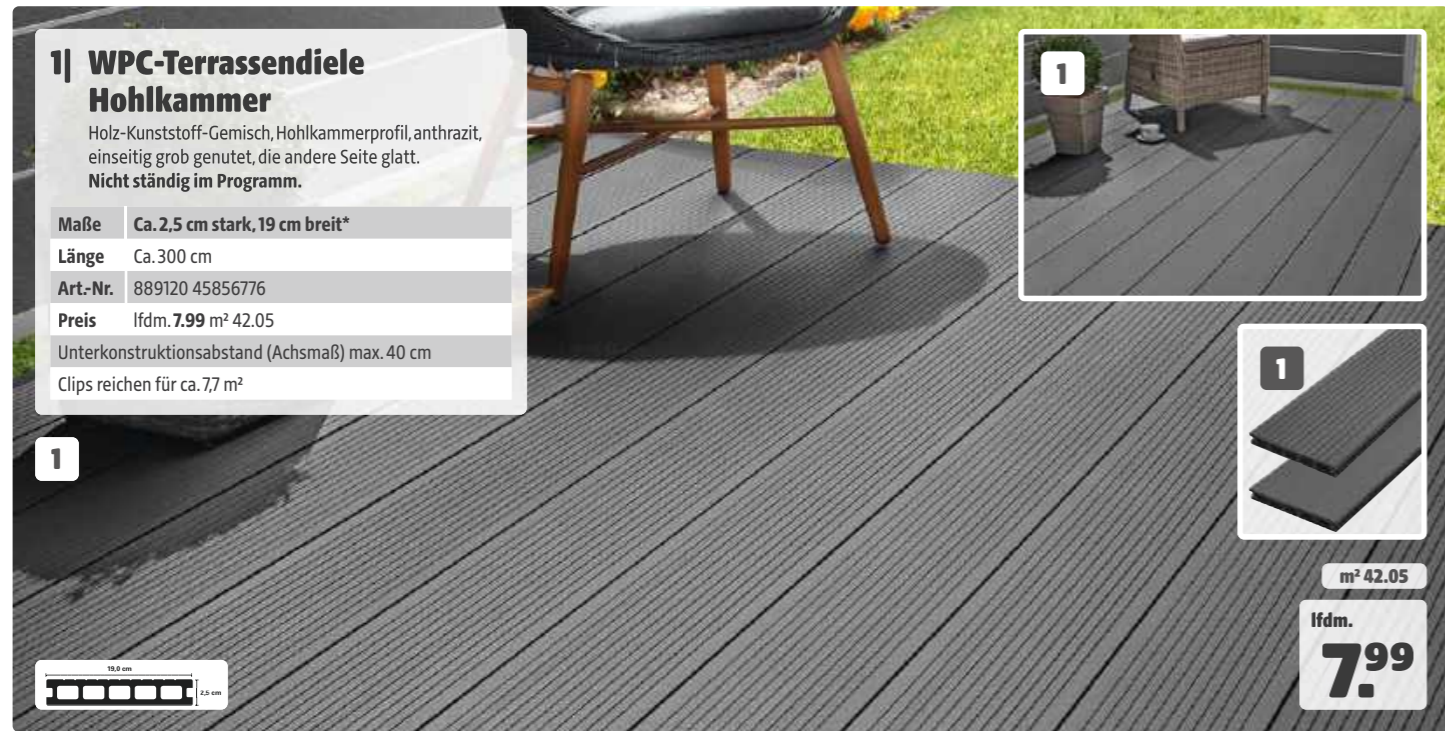 1| WPC-Terrassendiele
Hohlkammer
Holz-Kunststoff-Gemisch, Hohlkammerprofil, anthrazit,
einseitig grob genutet, die andere Seite glatt.
Nicht ständig im Programm.
Maße Ca. 2,5 cm stark, 19 cm breit*
Länge Ca. 300 cm
Art.-Nr. 889120 45856776
Preis lfdm. 7.99 m² 42.05
Unterkonstruktionsabstand (Achsmaß) max. 40 cm
Clips reichen für ca. 7,7 m²
1
1
1
19,0 cm
2,5 cm
m² 42.05
lfdm.
7.99